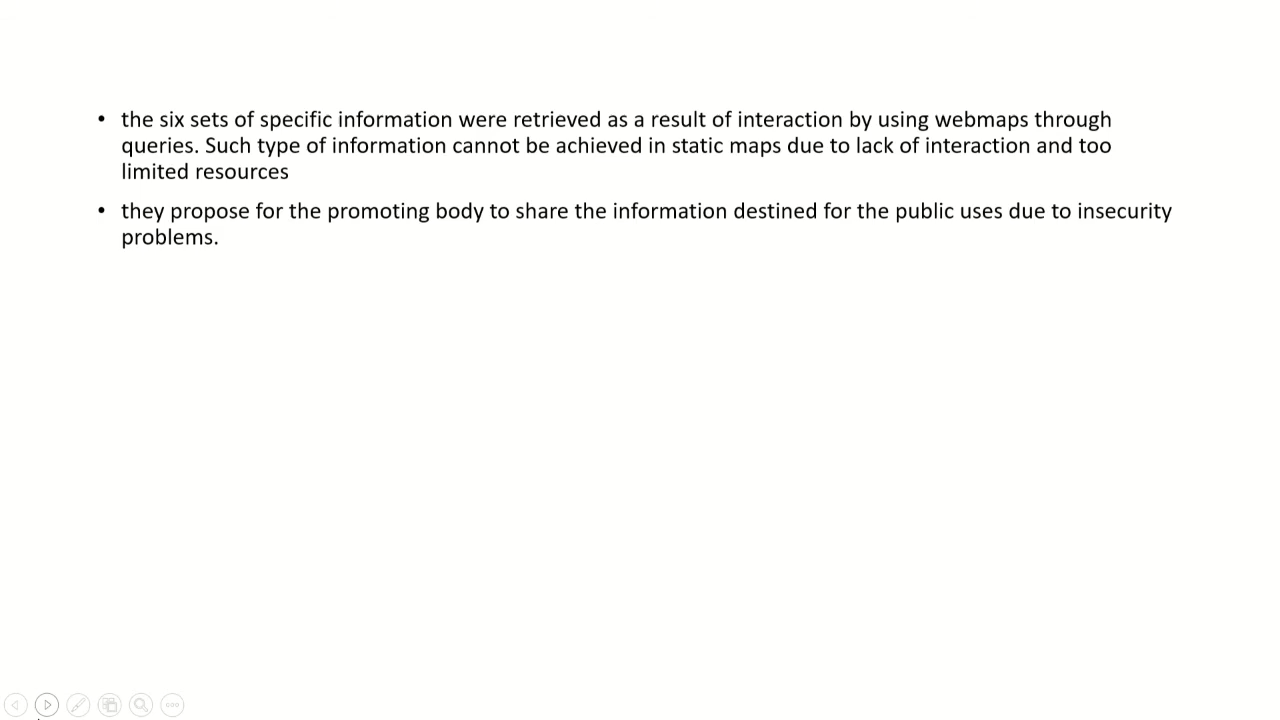 • the six sets of specific information were retrieved as a result of interaction by using webmaps through
queries. Such type of information cannot be achieved in static maps due to lack of interaction and too
limited resources
• they propose for the promoting body to share the information destined for the public uses due to insecurity
problems.